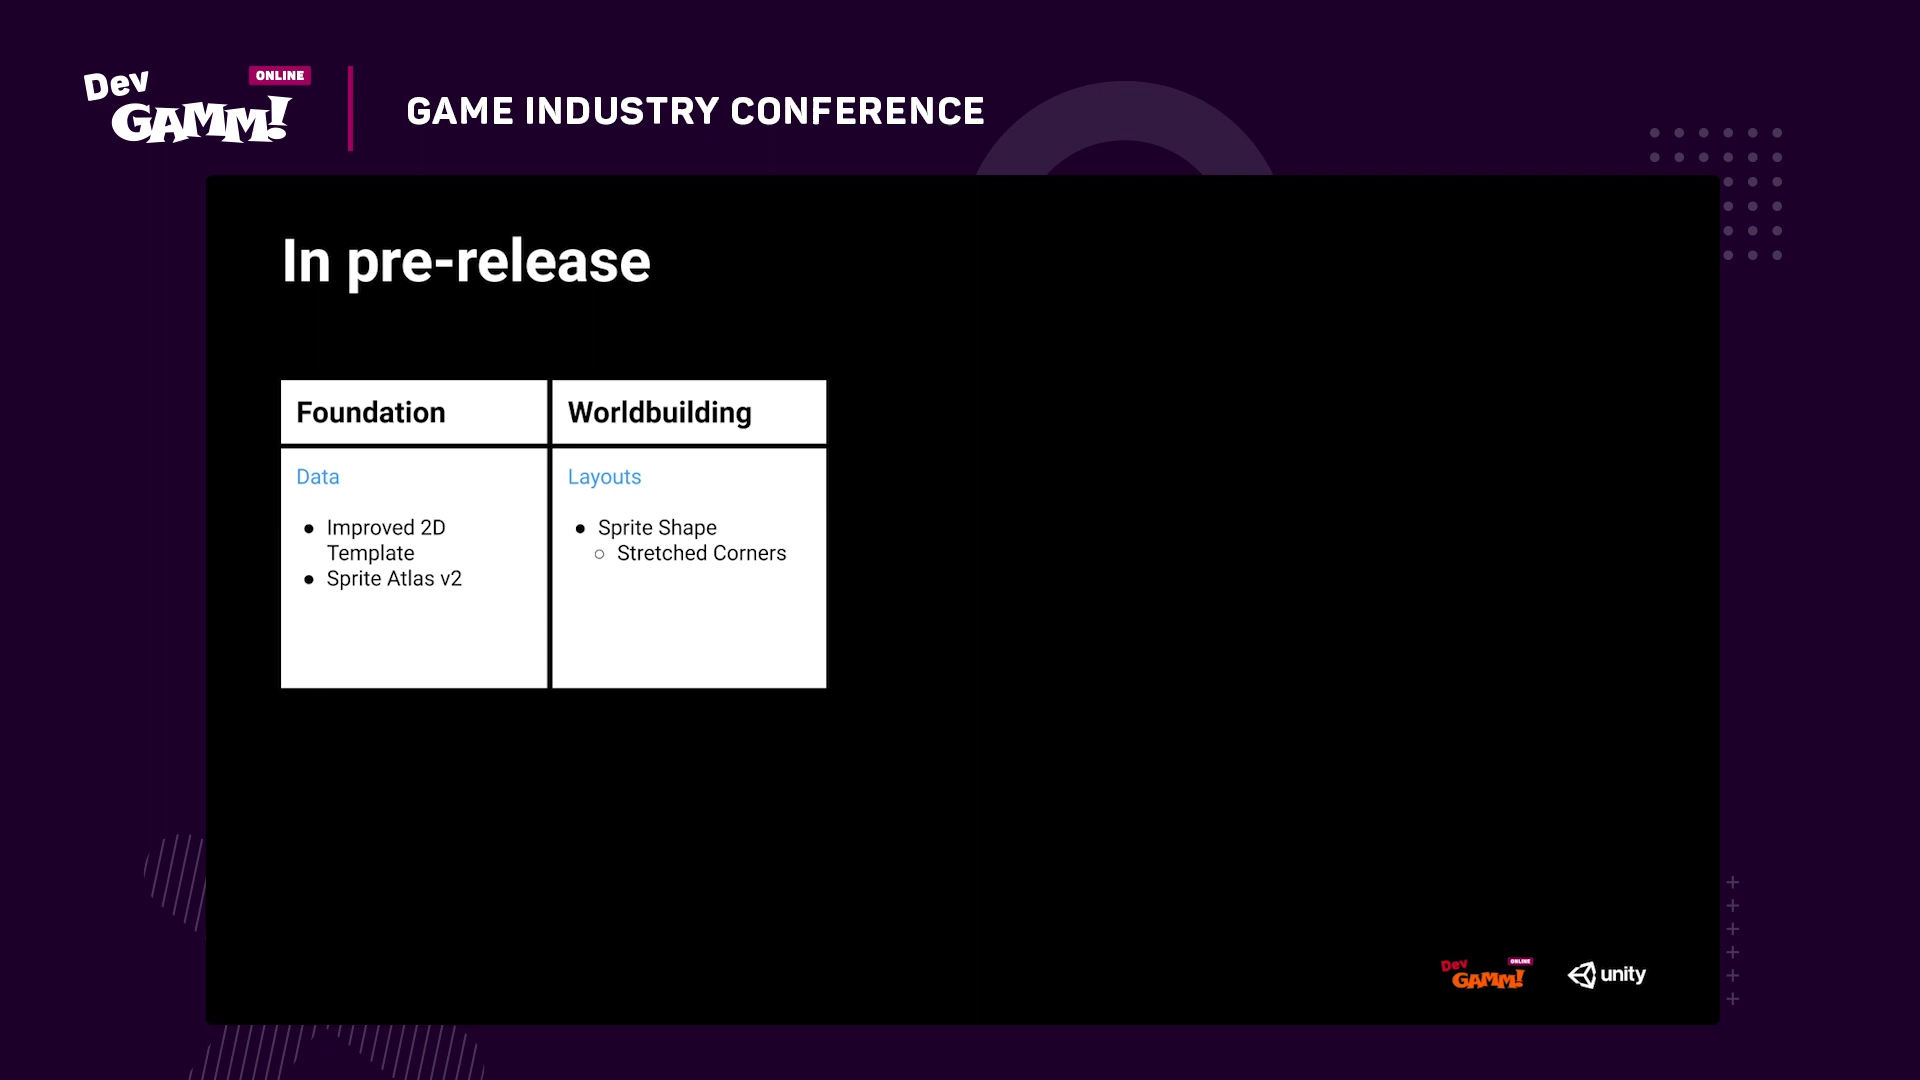 Dev
ONLINE
GAMM!
GAME INDUSTRY CONFERENCE
In pre-release
Foundation
Worldbuilding
Data
● Improved 2D
Template
● Sprite Atlas v2
Layouts
● Sprite Shape
○ Stretched Corners
Dev
ONLINE
GAMM!
unity